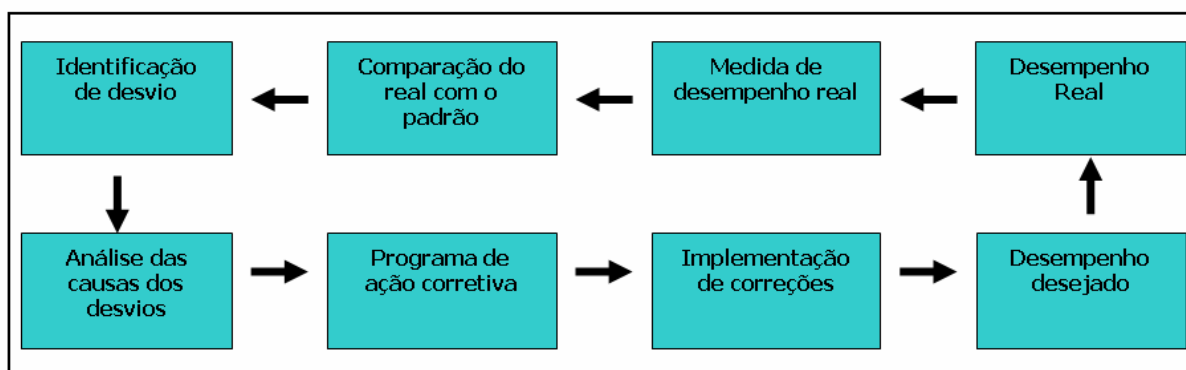 Identificação
de desvio
Comparação do
real com o
padrão
Medida de
desempenho real
Desempenho
Real
Análise das
causas dos
desvios
Programa de
ação corretiva
Implementação
de correções
Desempenho
desejado